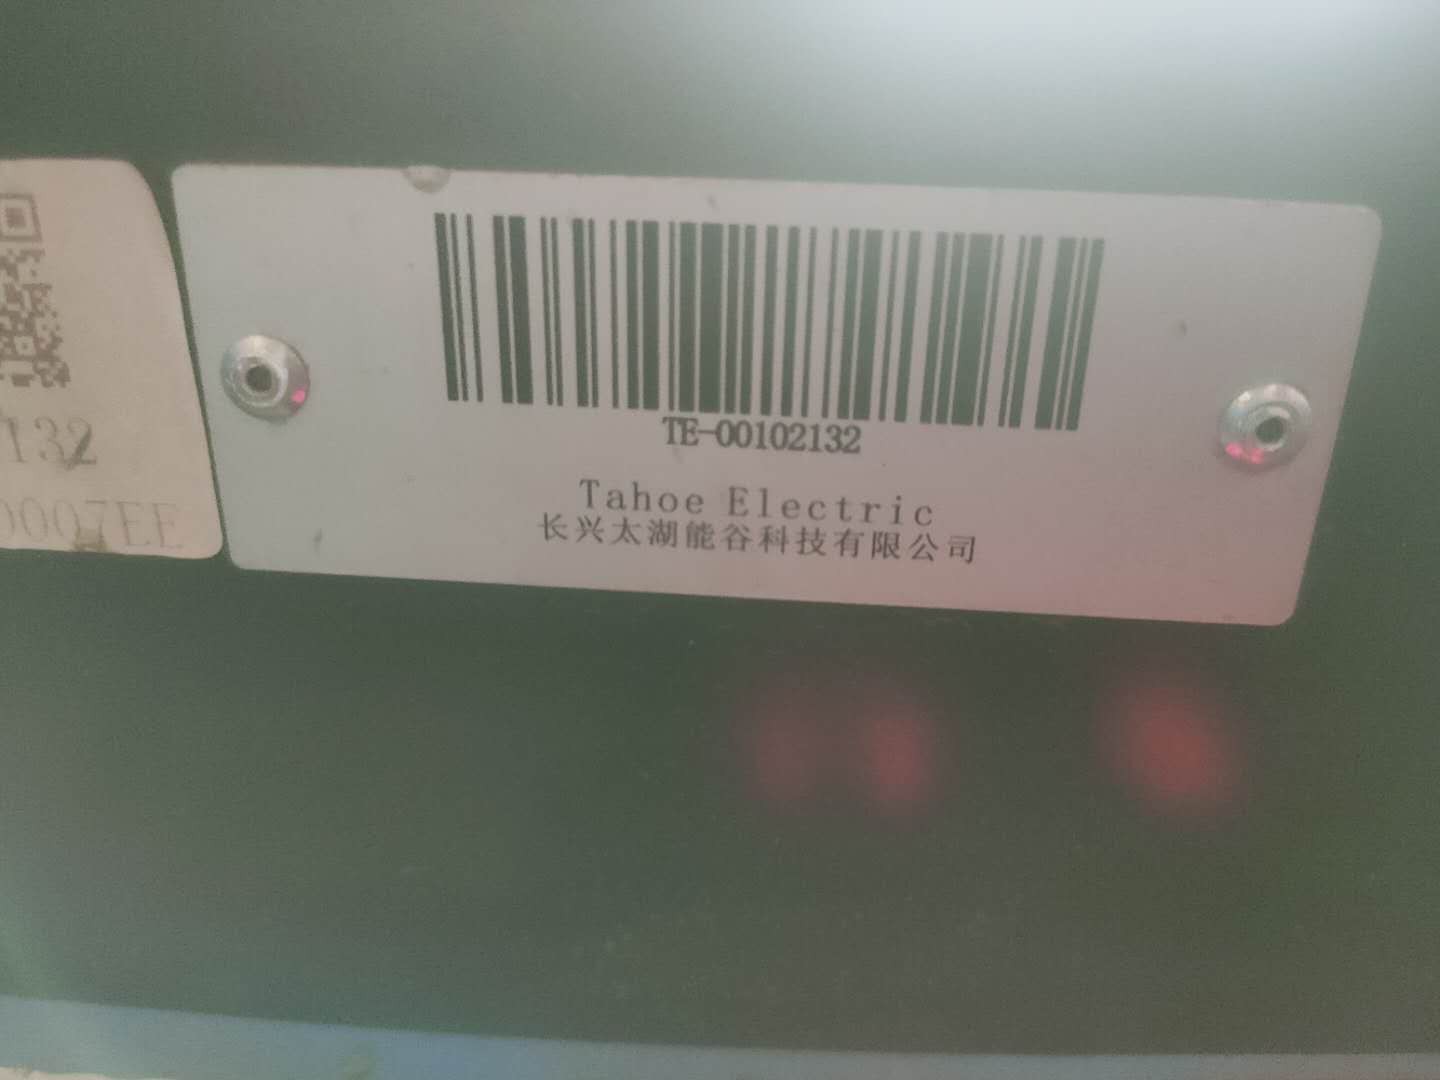 132
0007EE
TE-00102132
Tahoe Electric
长兴太湖能谷科技有限公司